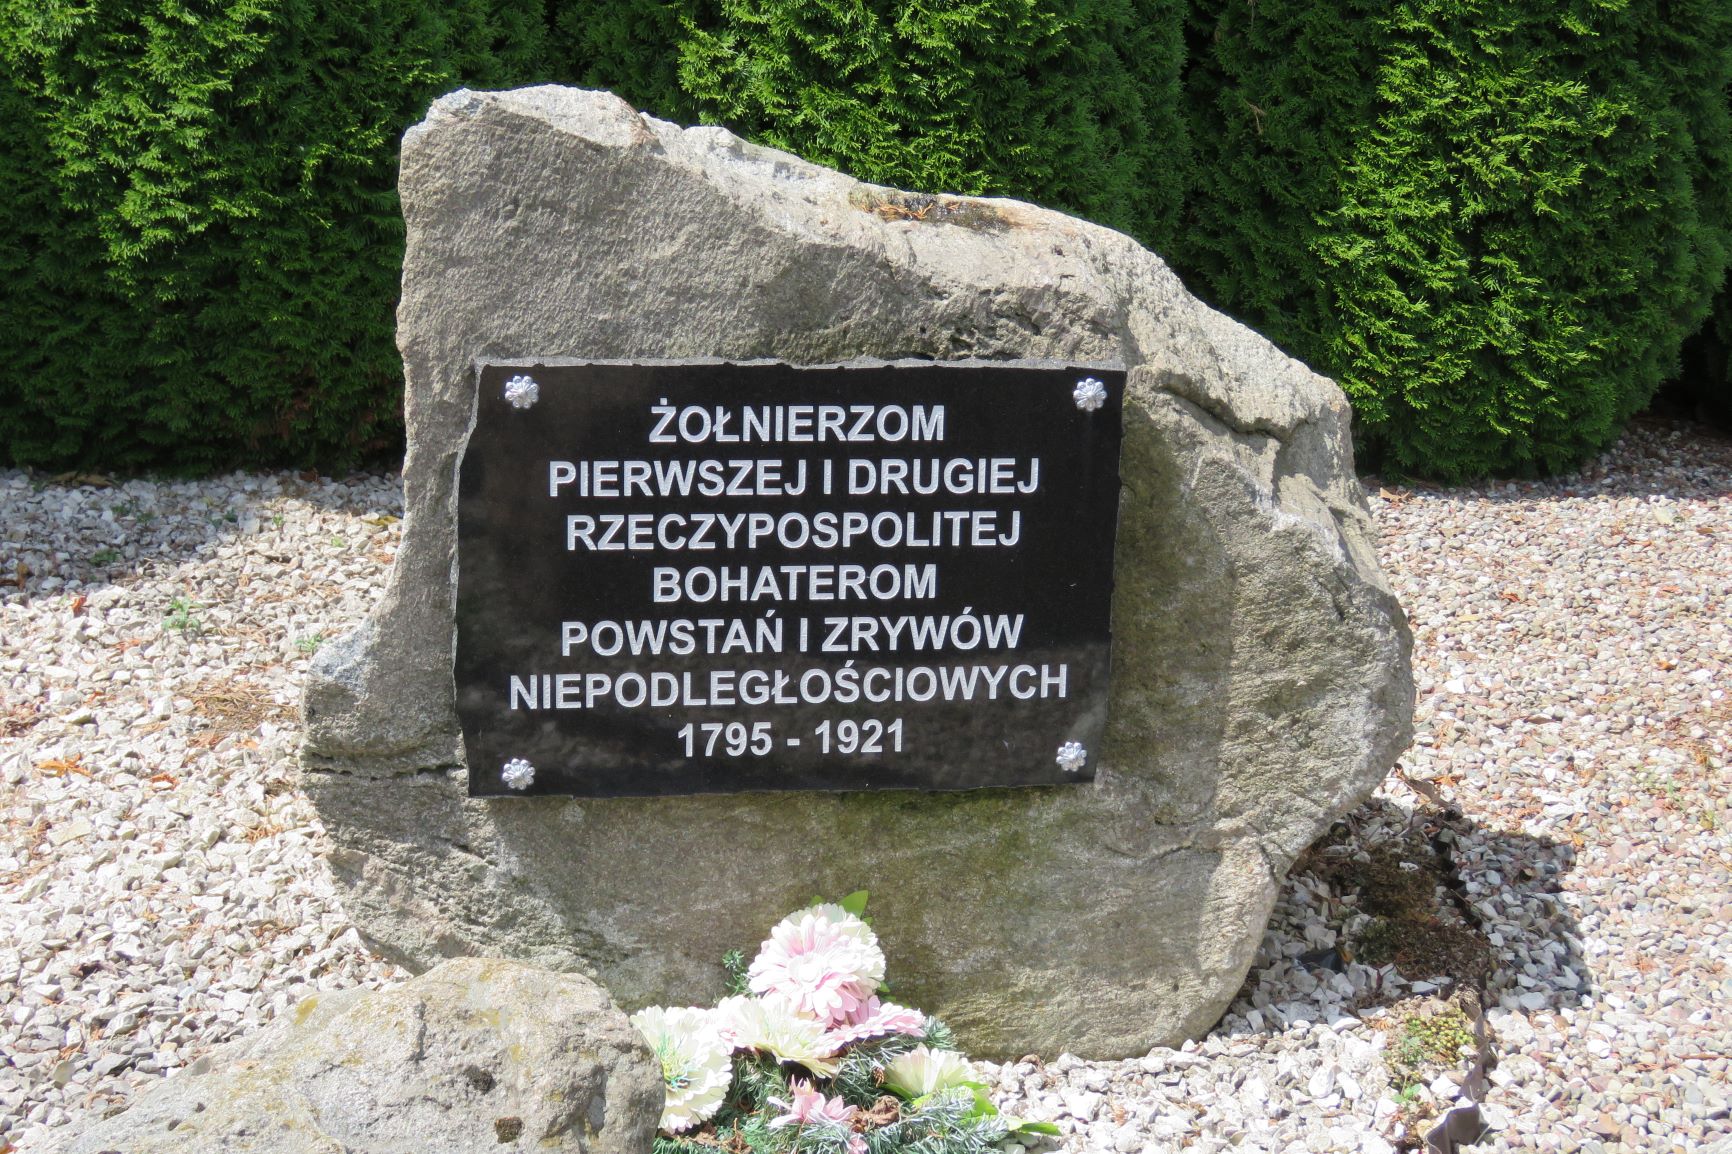 ŻOŁNIERZOM
PIERWSZEJ I DRUGIEJ
RZECZYPOSPOLITEJ
BOHATEROM
POWSTAŃ I ZRYWÓW
NIEPODLEGŁOŚCIOWYCH
1795 - 1921